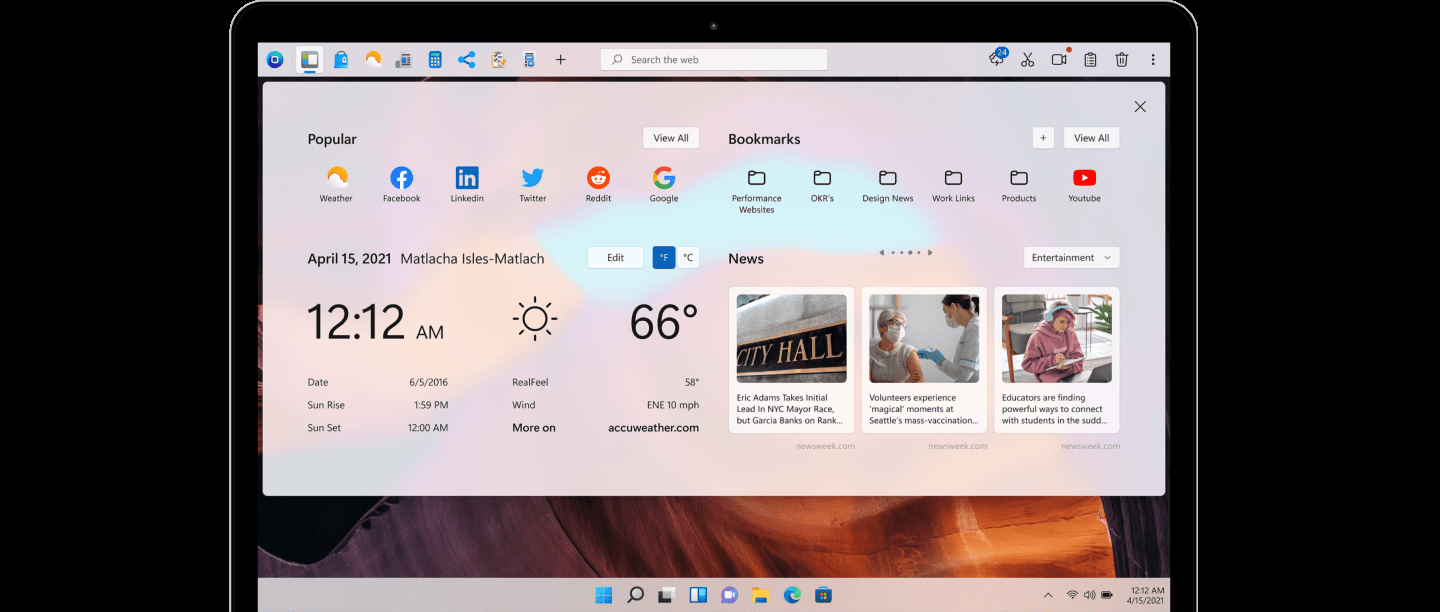 24
Search the web
Popular
View All
Weather
Facebook
Linkedin
Twitter
Reddit
Google
Bookmarks
+
View All
Performance
Websites
OKR's
Design News
Work Links
Products
Youtube
April 15, 2021 Matlacha Isles-Matlach
Edit
°F
°C
12:12 AM
66°
Date 6/5/2016
Sun Rise 1:59 PM
Sun Set 12:00 AM
RealFeel 58°
Wind ENE 10 mph
More on accuweather.com
News
Entertainment
CITY HALL
Eric Adams Takes Initial
Lead In NYC Mayor Race,
but Garcia Banks on Rank...
newsweek.com
Volunteers experience
'magical' moments at
Seattle's mass-vaccination...
newsweek.com
Educators are finding
powerful ways to connect
with students in the sudd...
newsweek.com
12:12 AM
4/15/2021